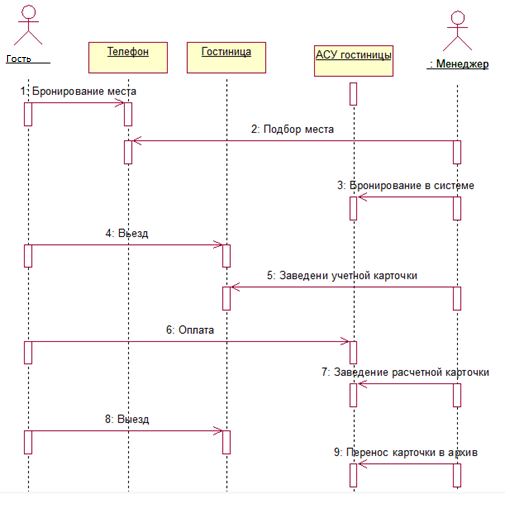 Гость
Телефон
Гостиница
АСУ гостиницы
: Менеджер
1: Бронирование места
2: Подбор места
3: Бронирование в системе
4: Въезд
5: Заведени учетной карточки
6: Оплата
7: Заведение расчетной карточки
8: Выезд
9: Перенос карточки в архив